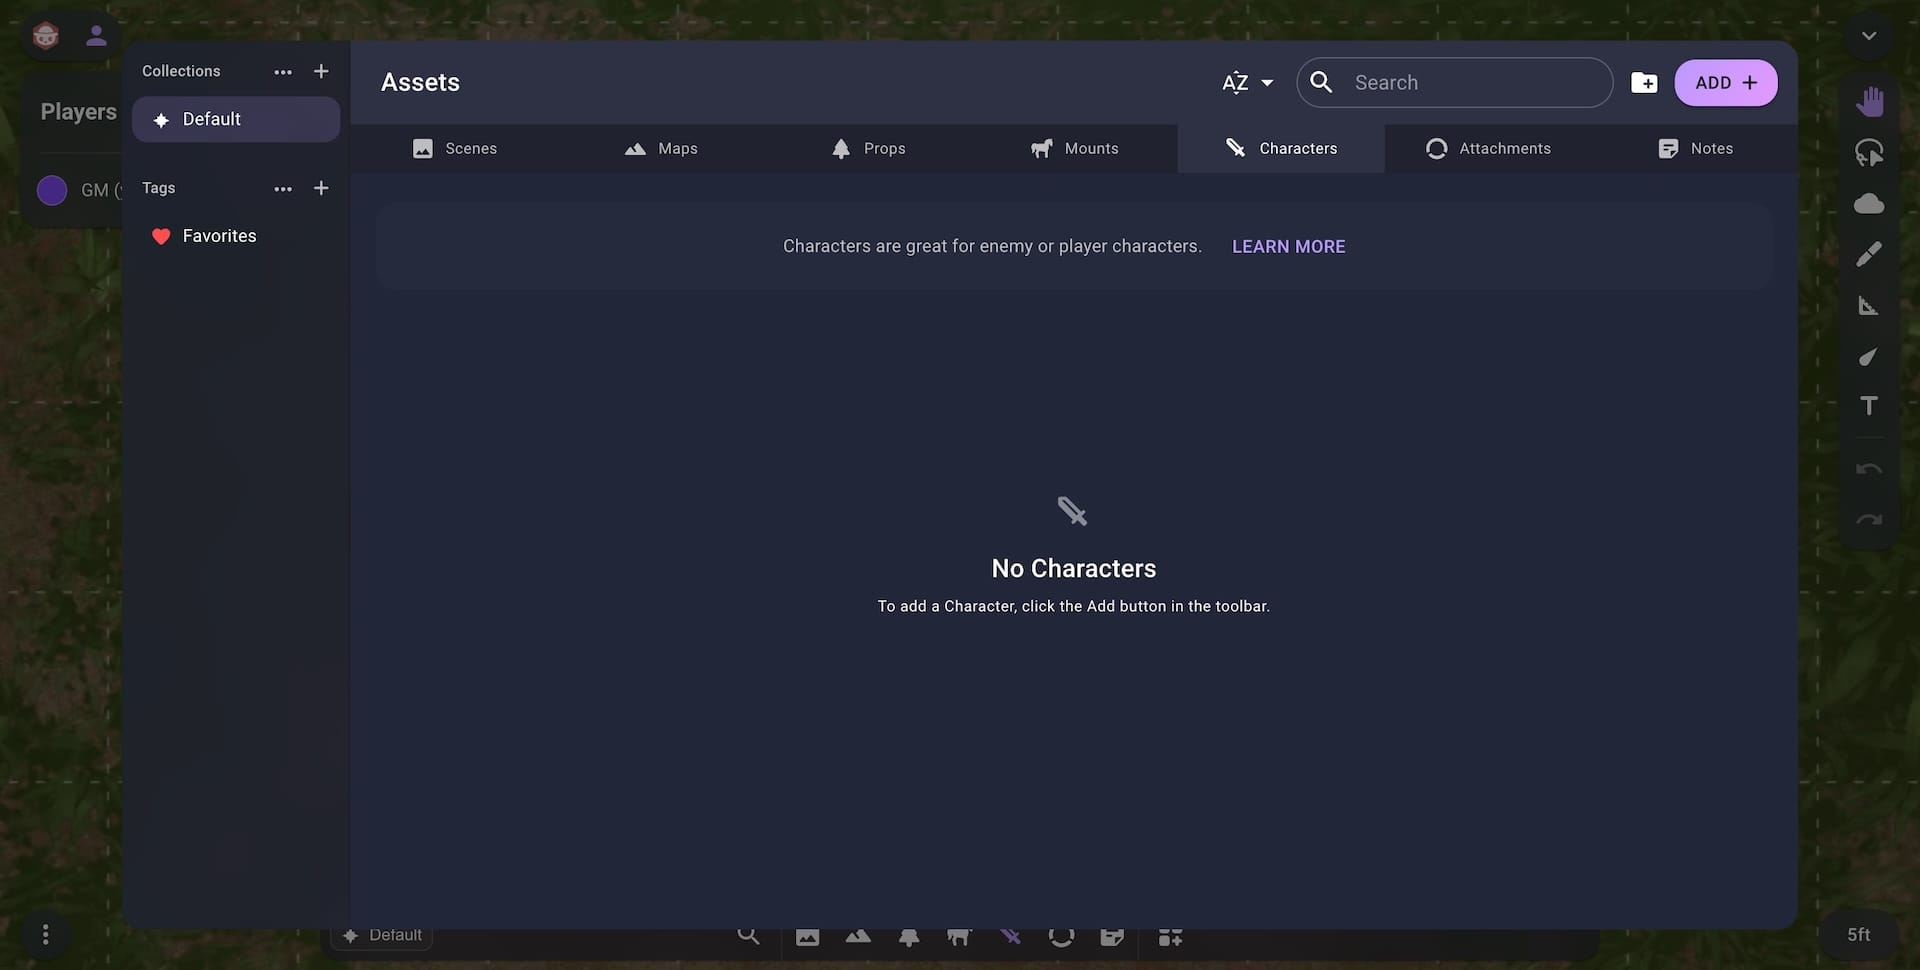 Players
GM (
Collections
Default
Tags
Favorites
Assets
AZ
Search
ADD
Scenes
Maps
Props
Mounts
Characters
Attachments
Notes
Characters are great for enemy or player characters. LEARN MORE
No Characters
To add a Character, click the Add button in the toolbar.
Default
5ft